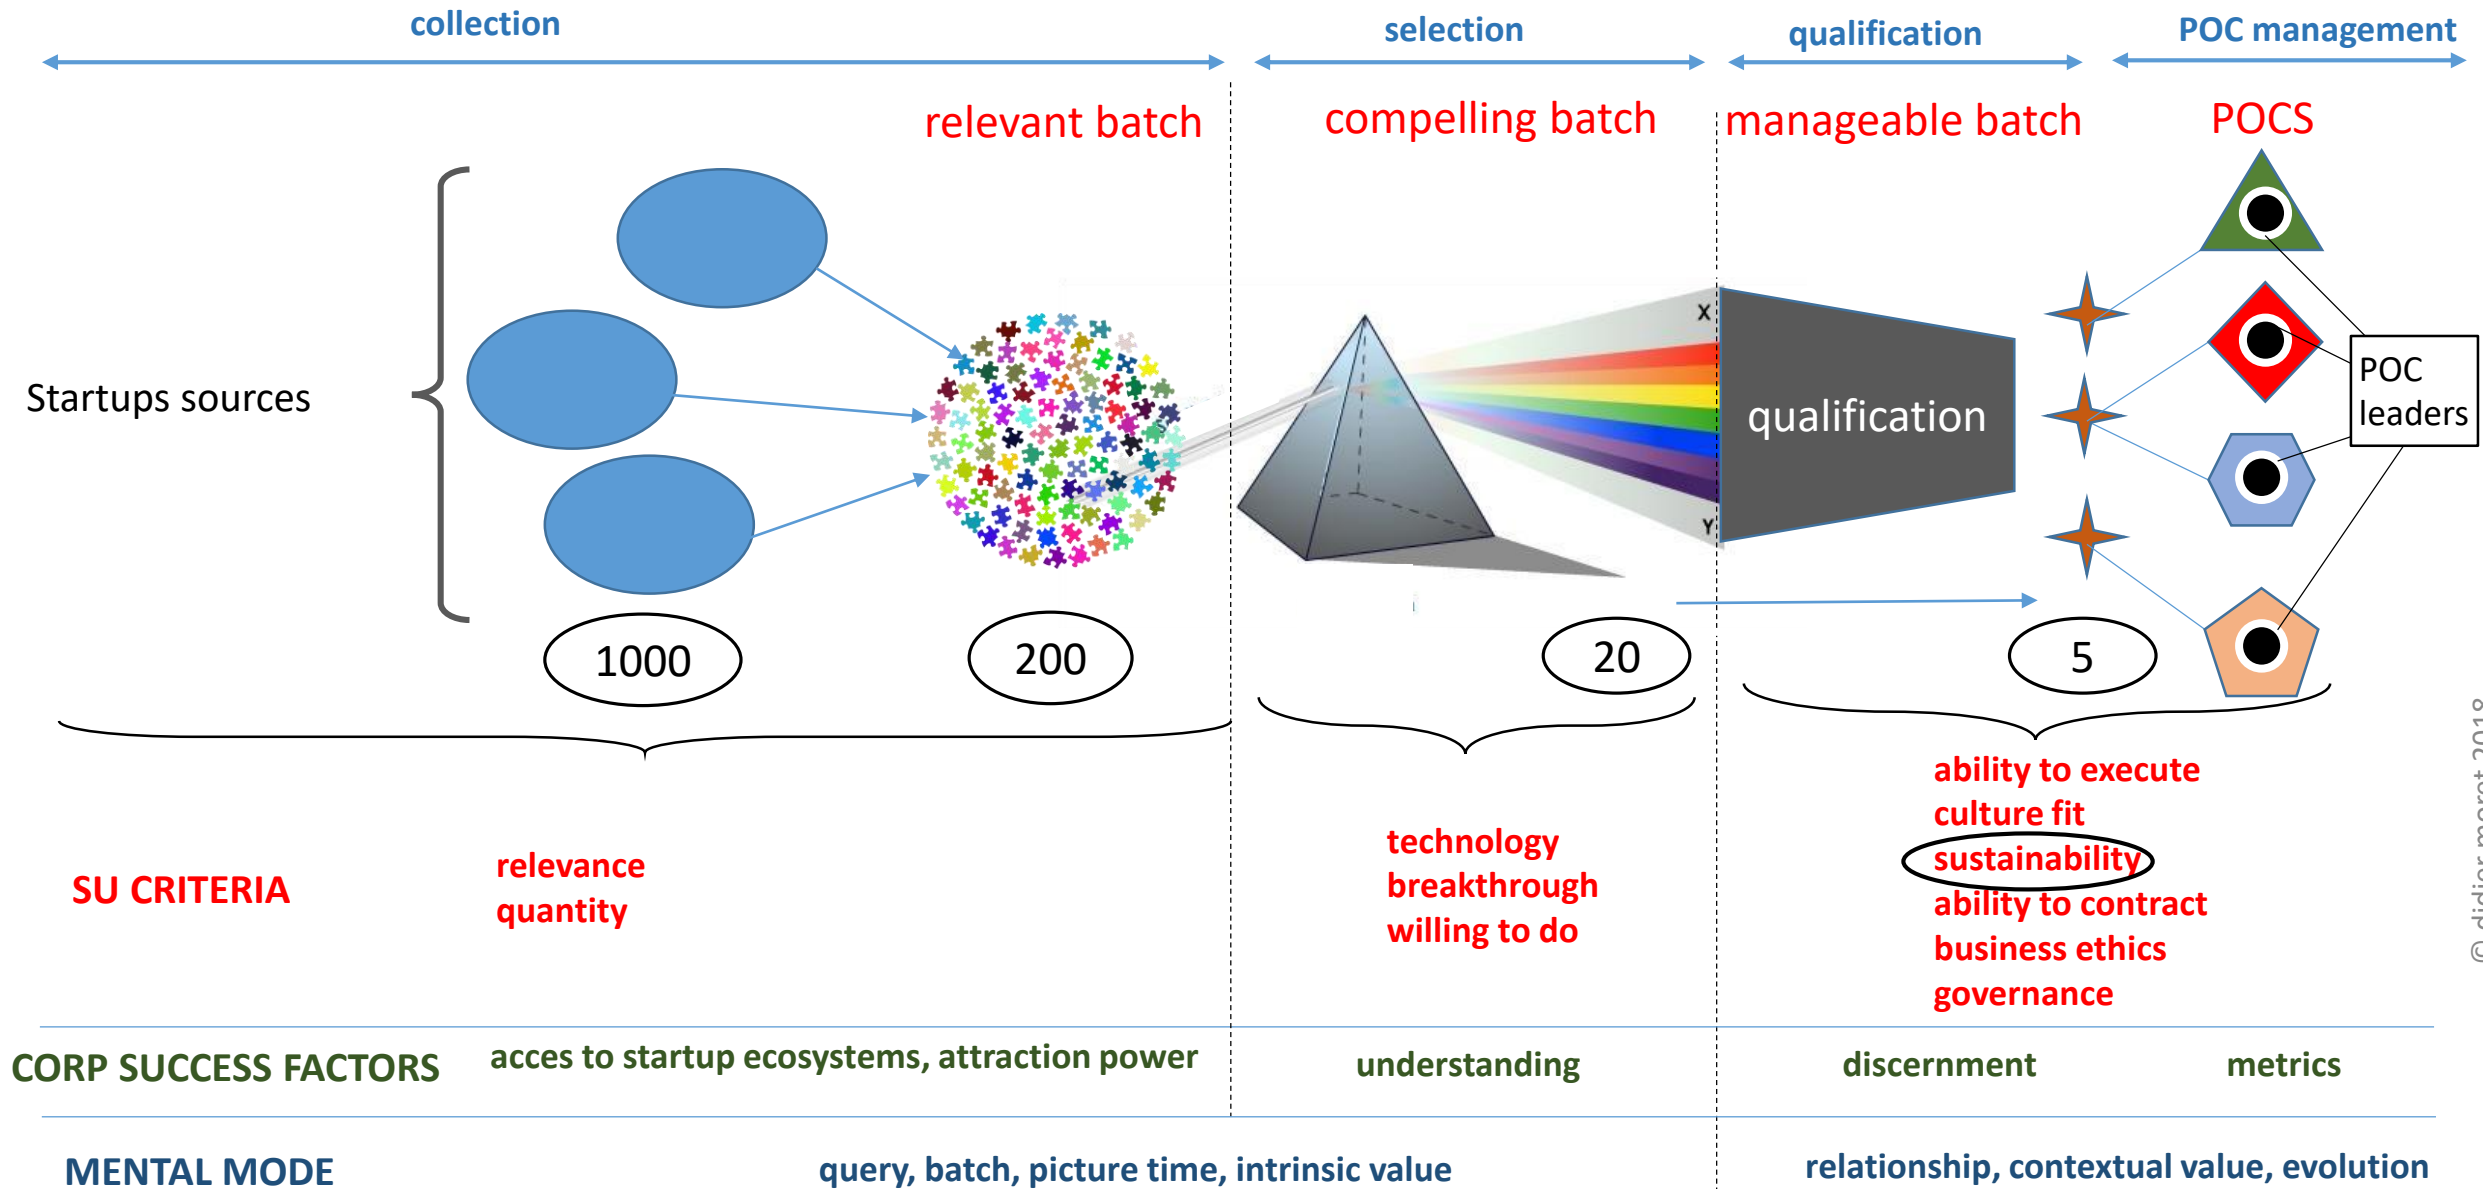 collection
selection
qualification
POC management
relevant batch
compelling batch
manageable batch
POCS
Startups sources
X
Y
qualification
POC
leaders
1000
200
20
5
SU CRITERIA
relevance
quantity
technology
breakthrough
willing to do
ability to execute
culture fit
sustainability
ability to contract
business ethics
governance
CORP SUCCESS FACTORS
acces to startup ecosystems, attraction power
understanding
discernment
metrics
MENTAL MODE
query, batch, picture time, intrinsic value
relationship, contextual value, evolution
© didier moret 2018